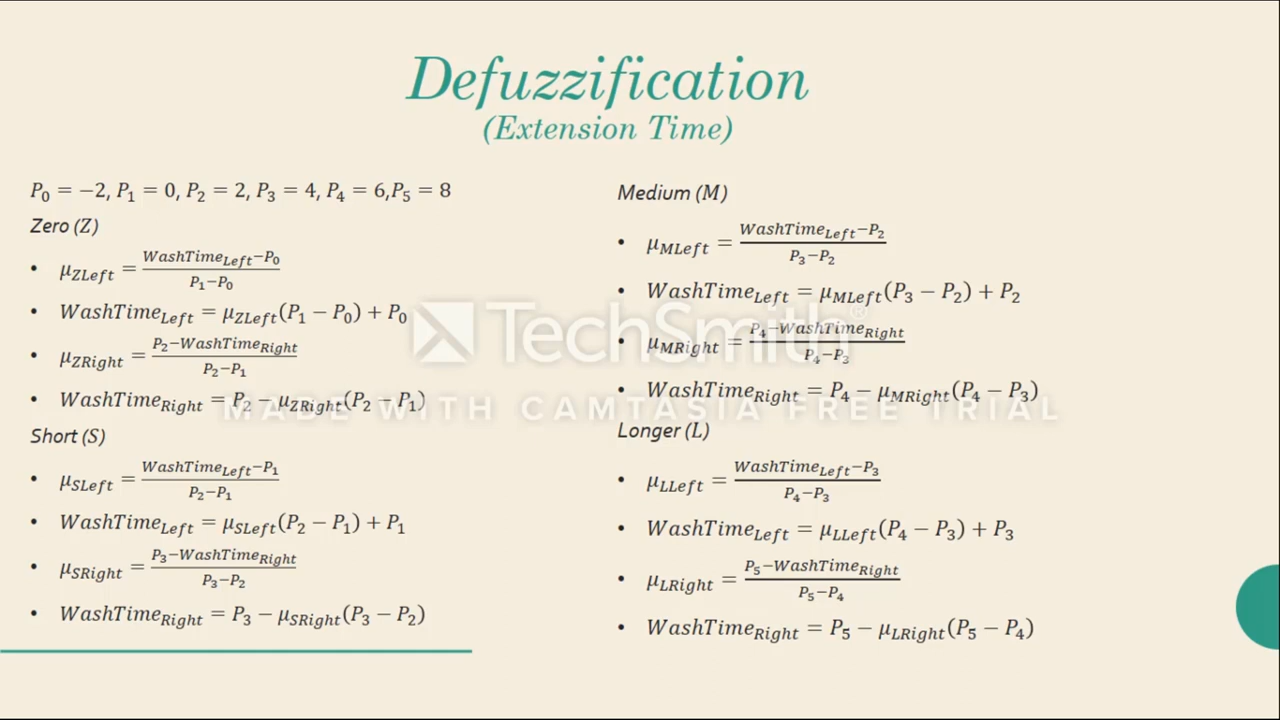 Defuzzification
(Extension Time)
P₀ = −2, P₁ = 0, P₂ = 2, P₃ = 4, P₄ = 6,P₅ = 8
Zero (Z)
• μ_ZLeft = (WashTime_Left−P₀)/(P₁−P₀)
• WashTime_Left = μ_ZLeft(P₁ − P₀) + P₀
• μ_ZRight = (P₂−WashTime_Right)/(P₂−P₁)
• WashTime_Right = P₂ − μ_ZRight(P₂ − P₁)
Short (S)
• μ_SLeft = (WashTime_Left−P₁)/(P₂−P₁)
• WashTime_Left = μ_SLeft(P₂ − P₁) + P₁
• μ_SRight = (P₃−WashTime_Right)/(P₃−P₂)
• WashTime_Right = P₃ − μ_SRight(P₃ − P₂)
Medium (M)
• μ_MLeft = (WashTime_Left−P₂)/(P₃−P₂)
• WashTime_Left = μ_MLeft(P₃ − P₂) + P₂
• μ_MRight = (P₄−WashTime_Right)/(P₄−P₃)
• WashTime_Right = P₄ − μ_MRight(P₄ − P₃)
Longer (L)
• μ_LLeft = (WashTime_Left−P₃)/(P₄−P₃)
• WashTime_Left = μ_LLeft(P₄ − P₃) + P₃
• μ_LRight = (P₅−WashTime_Right)/(P₅−P₄)
• WashTime_Right = P₅ − μ_LRight(P₅ − P₄)
TechSmith®
MADE WITH CAMTASIA FREE TRIAL